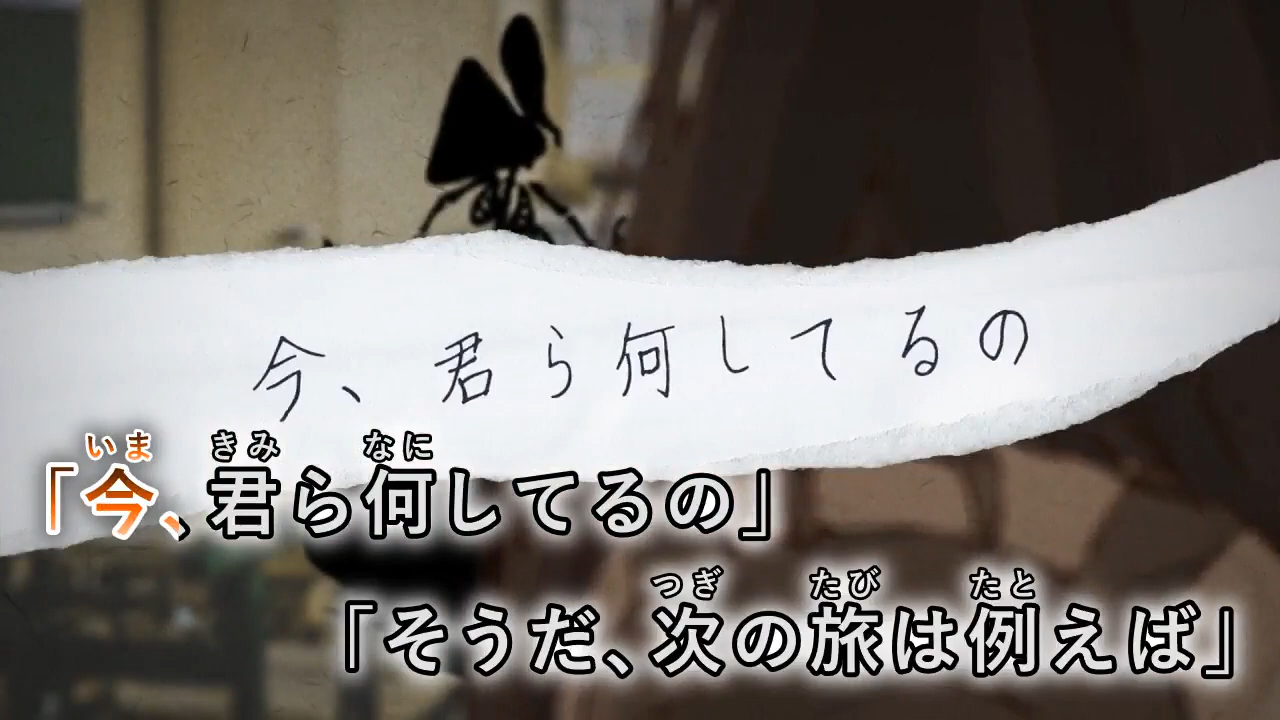 今、君ら何してるの
いま きみ なに
「今、君ら何してるの」
つぎ たび たと
「そうだ、次の旅は例えば」